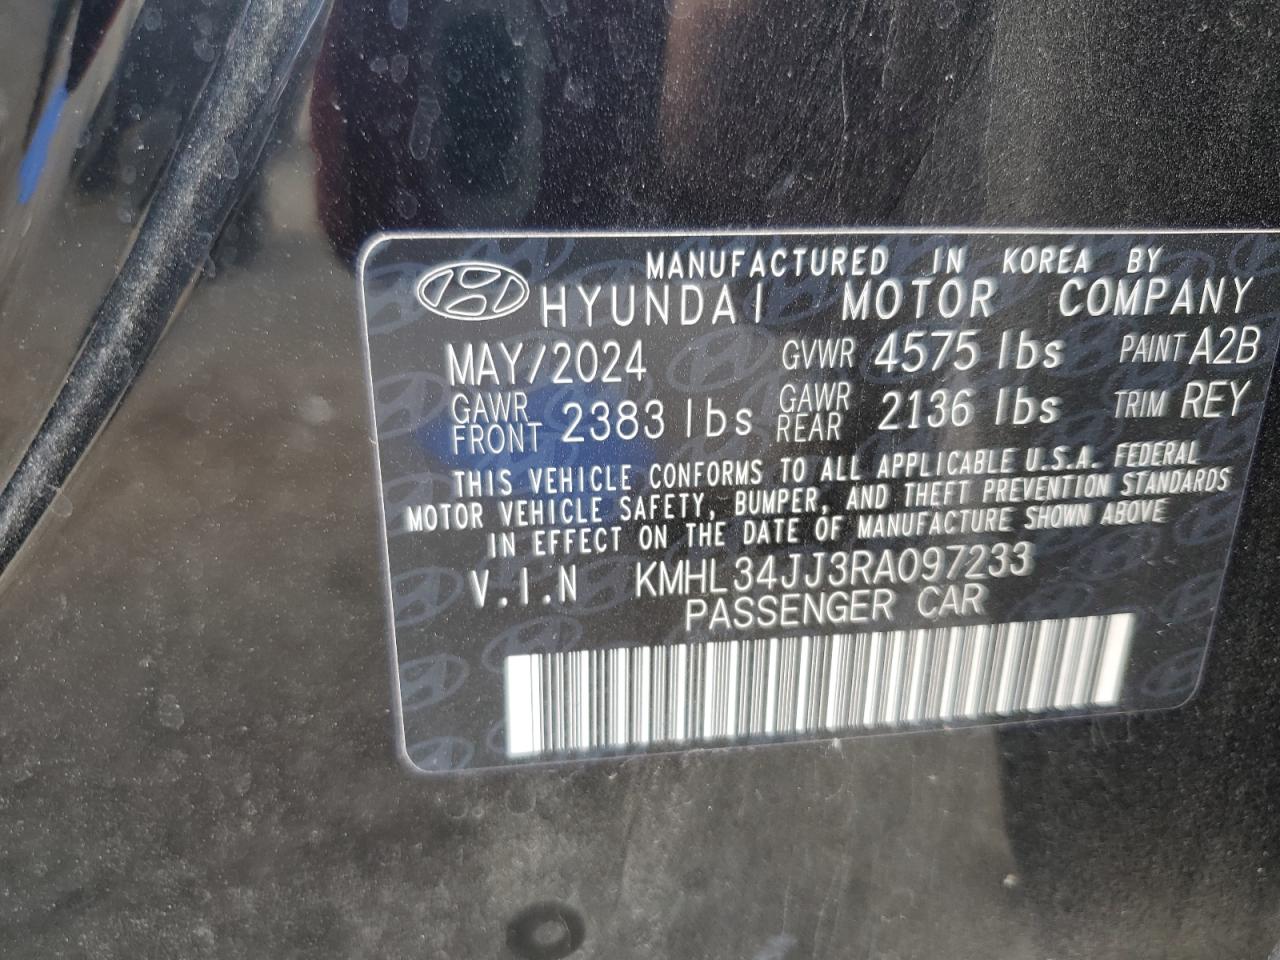 MANUFACTURED IN KOREA BY
HYUNDAI MOTOR COMPANY
MAY/2024 GVWR 4575 lbs PAINT A2B
GAWR FRONT 2383 lbs GAWR REAR 2136 lbs TRIM REY
THIS VEHICLE CONFORMS TO ALL APPLICABLE U.S.A. FEDERAL
MOTOR VEHICLE SAFETY, BUMPER, AND THEFT PREVENTION STANDARDS
IN EFFECT ON THE DATE OF MANUFACTURE SHOWN ABOVE
V.I.N KMHL34JJ3RA097233
PASSENGER CAR